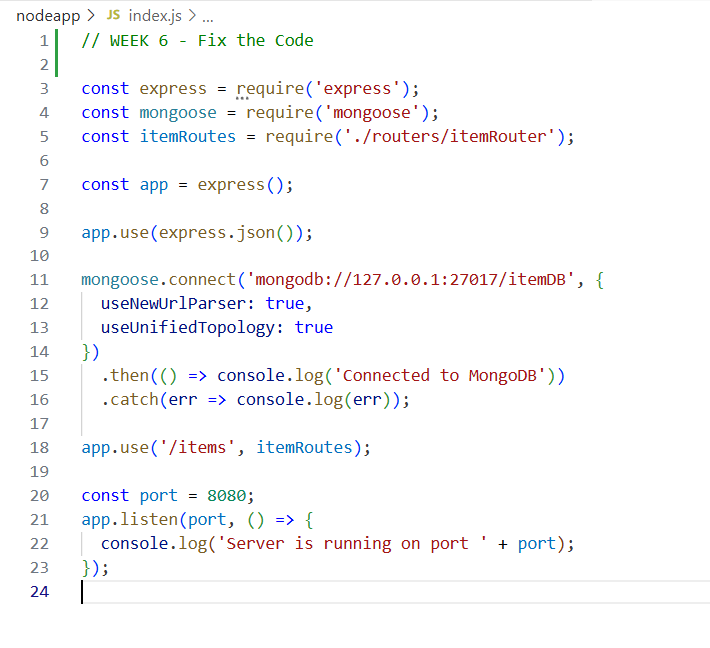 nodeapp > JS index.js > ...
1 // WEEK 6 - Fix the Code
2
3 const express = require('express');
4 const mongoose = require('mongoose');
5 const itemRoutes = require('./routers/itemRouter');
6
7 const app = express();
8
9 app.use(express.json());
10
11 mongoose.connect('mongodb://127.0.0.1:27017/itemDB', {
12   useNewUrlParser: true,
13   useUnifiedTopology: true
14 })
15   .then(() => console.log('Connected to MongoDB'))
16   .catch(err => console.log(err));
17
18 app.use('/items', itemRoutes);
19
20 const port = 8080;
21 app.listen(port, () => {
22   console.log('Server is running on port ' + port);
23 });
24